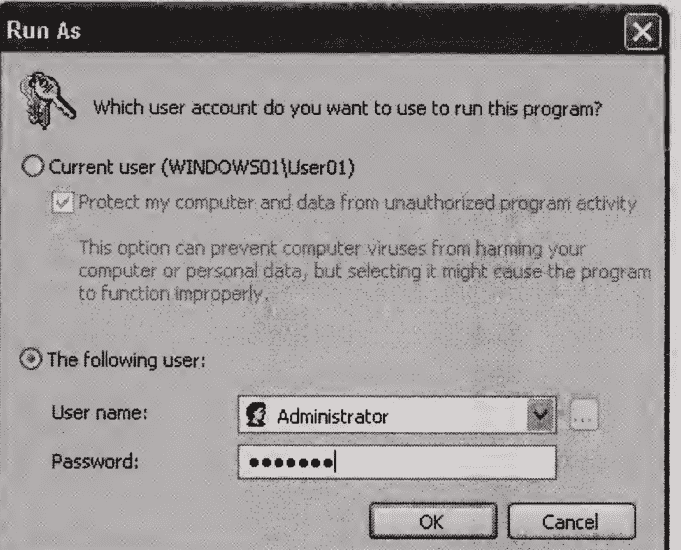 Run As
Which user account do you want to use to run this program?
Current user (WINDOWS01\User01)
Protect my computer and data from unauthorized program activity
This option can prevent computer viruses from harming your
computer or personal data, but selecting it might cause the program
to function improperly.
The following user:
User name:
Administrator
...
Password:
•••••••
OK
Cancel